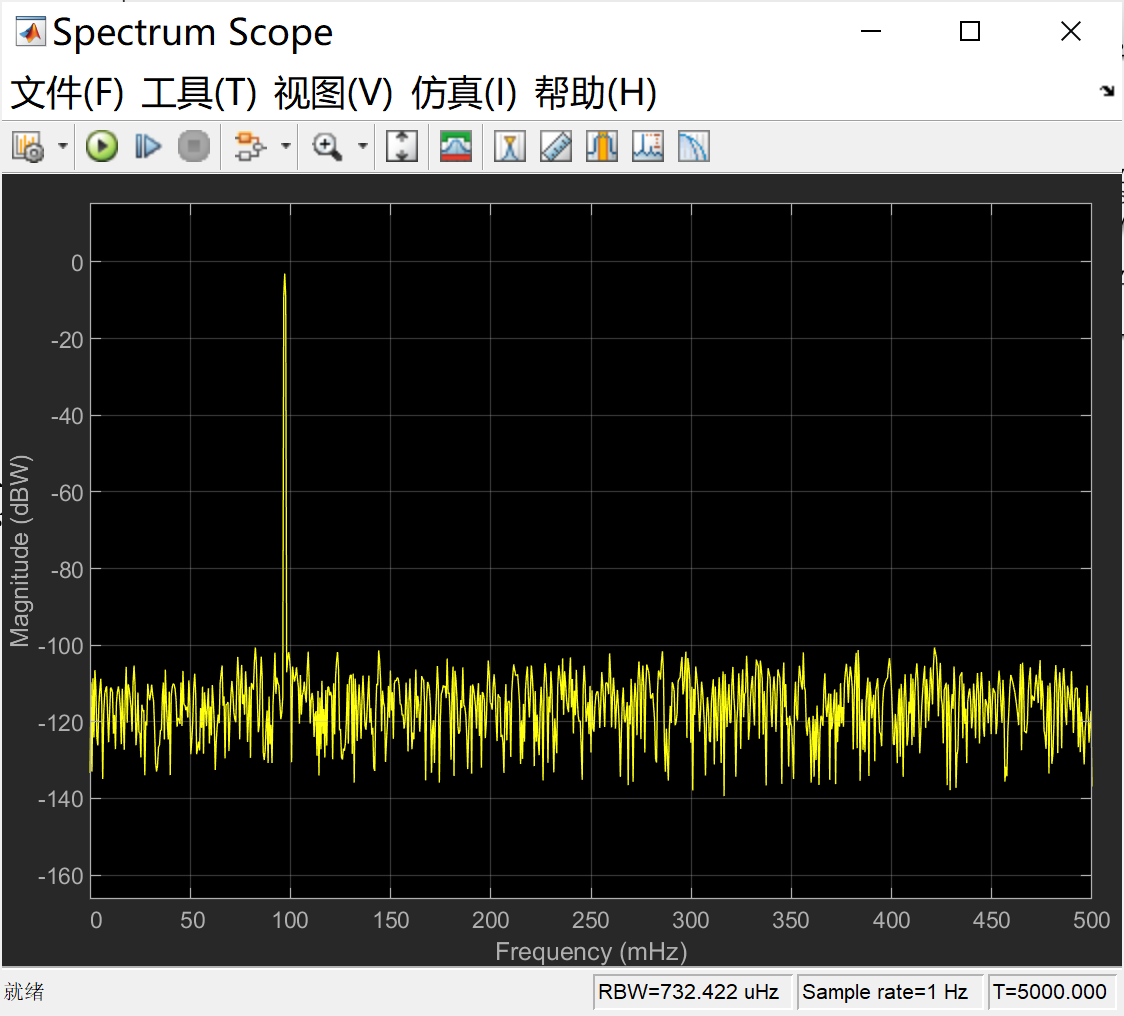 Spectrum Scope
文件(F) 工具(T) 视图(V) 仿真(I) 帮助(H)
0
-20
-40
-60
-80
-100
-120
-140
-160
Magnitude (dBW)
0 50 100 150 200 250 300 350 400 450 500
Frequency (mHz)
就绪 RBW=732.422 uHz Sample rate=1 Hz T=5000.000